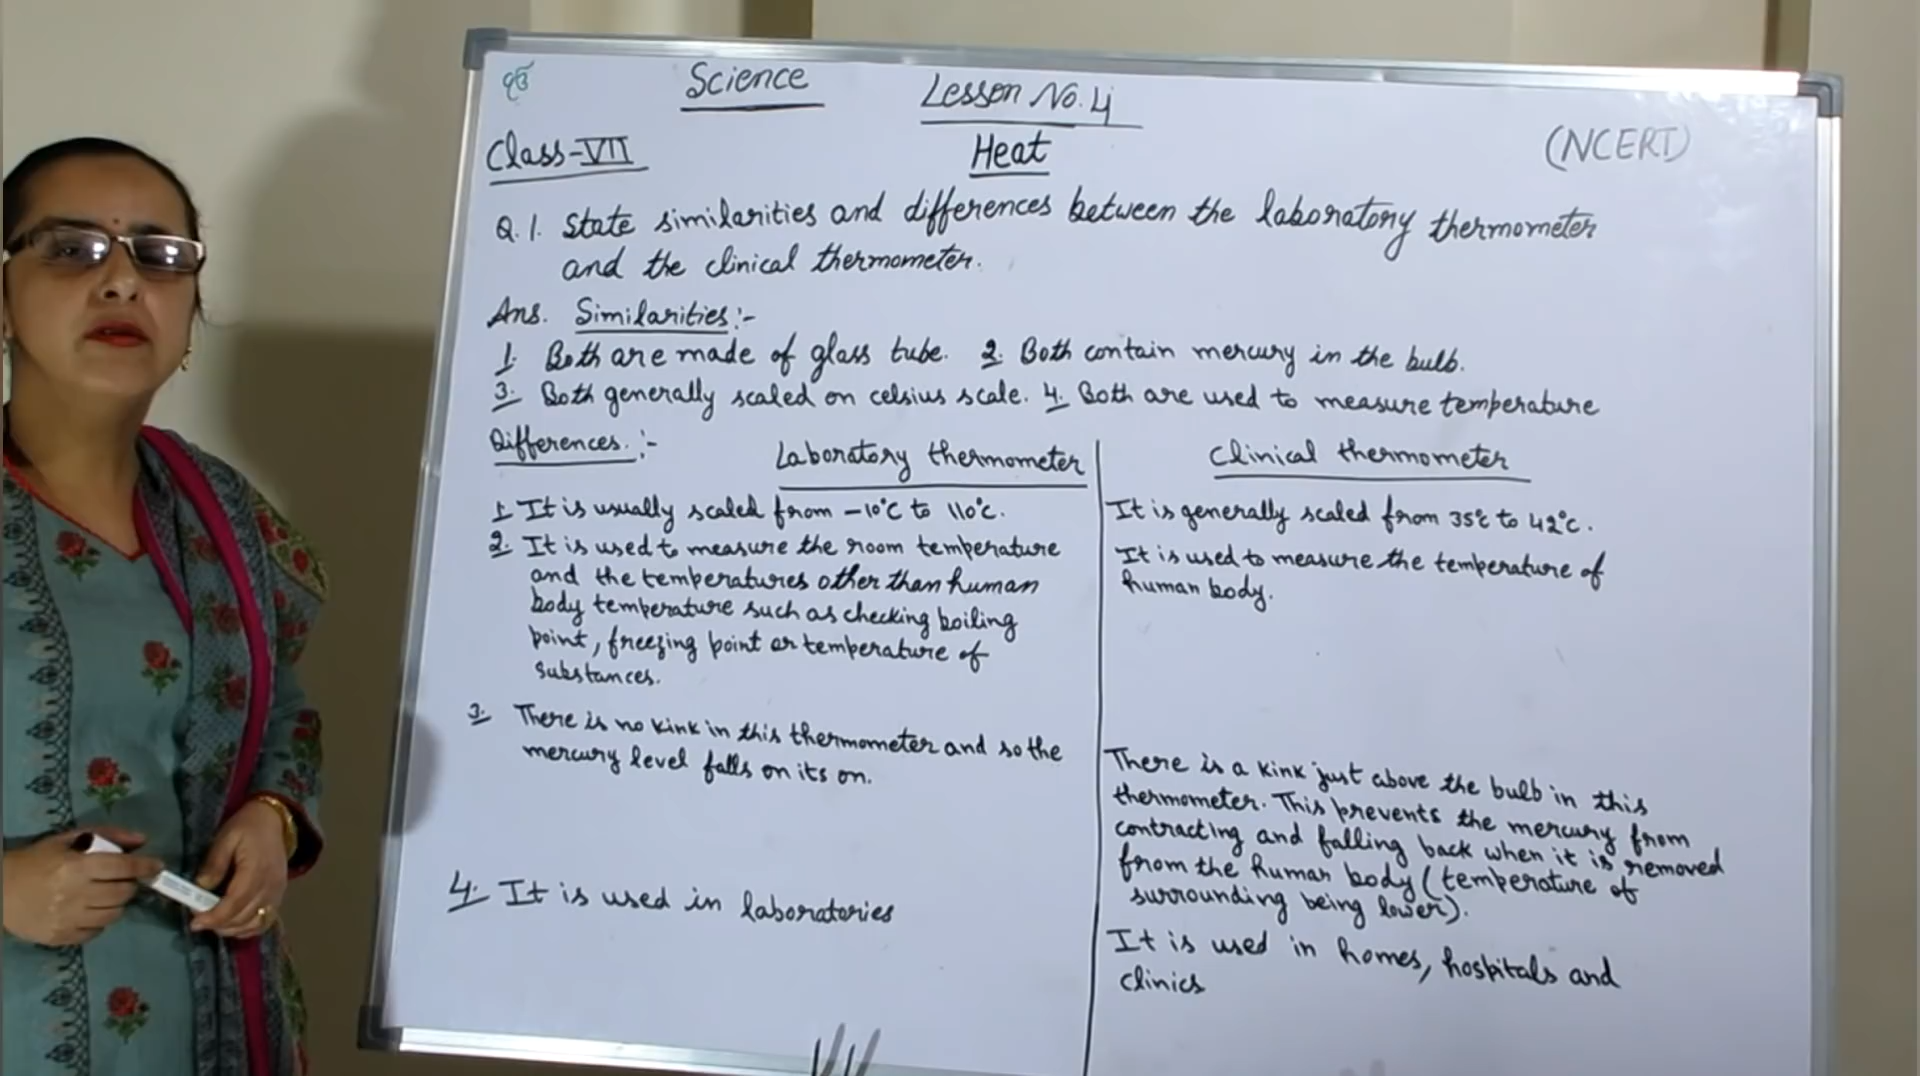 ੴ
Science
Lesson No. 4
Class-VII
Heat
(NCERT)
Q.1. State similarities and differences between the laboratory thermometer
and the clinical thermometer.
Ans. Similarities:-
1. Both are made of glass tube. 2. Both contain mercury in the bulb.
3. Both generally scaled on celsius scale. 4. Both are used to measure temperature
Differences.:-
Laboratory thermometer
1. It is usually scaled from -10°C to 110°C.
2. It is used to measure the room temperature
and the temperatures other than human
body temperature such as checking boiling
point, freezing point or temperature of
substances.
3. There is no kink in this thermometer and so the
mercury level falls on its on.
4. It is used in laboratories
Clinical thermometer
It is generally scaled from 35°C to 42°C.
It is used to measure the temperature of
human body.
There is a kink just above the bulb in this
thermometer. This prevents the mercury from
contracting and falling back when it is removed
from the human body (temperature of
surrounding being lower).
It is used in homes, hospitals and
clinics